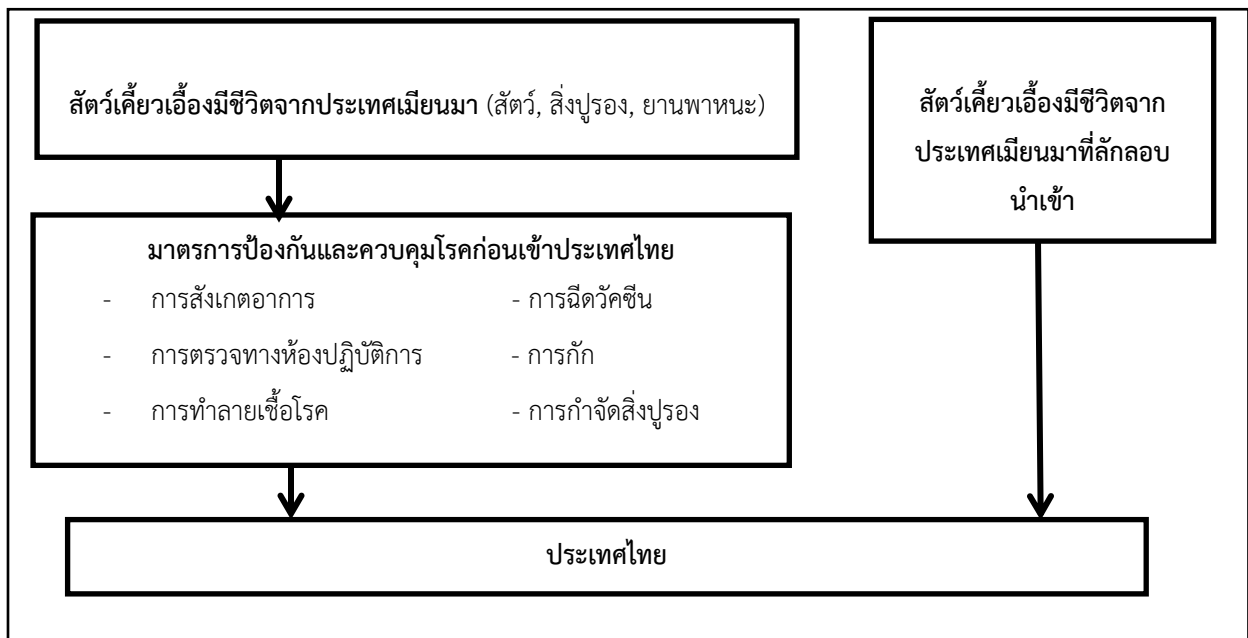 สัตว์เคี้ยวเอื้องมีชีวิตจากประเทศเมียนมา (สัตว์, สิ่งปูรอง, ยานพาหนะ)
สัตว์เคี้ยวเอื้องมีชีวิตจาก
ประเทศเมียนมาที่ลักลอบ
นำเข้า
มาตรการป้องกันและควบคุมโรคก่อนเข้าประเทศไทย
- การสังเกตอาการ - การฉีดวัคซีน
- การตรวจทางห้องปฏิบัติการ - การกัก
- การทำลายเชื้อโรค - การกำจัดสิ่งปูรอง
ประเทศไทย